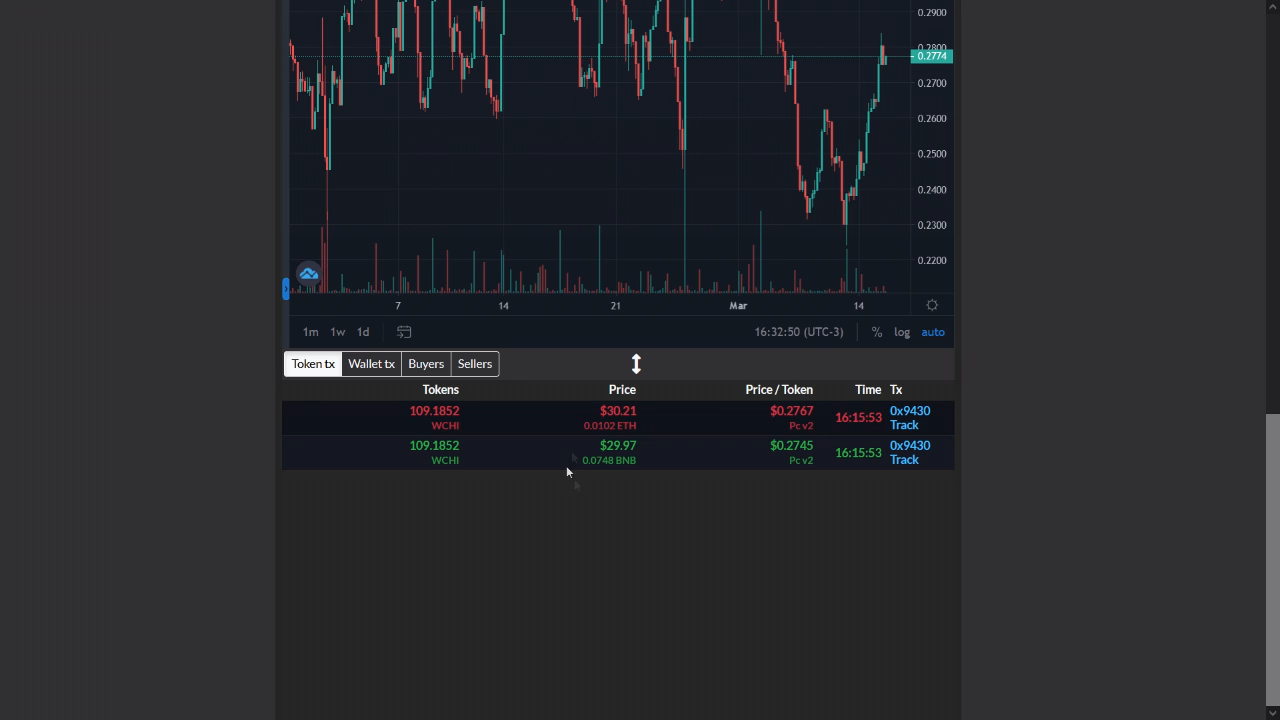 0.2900
0.2800
0.2774
0.2700
0.2600
0.2500
0.2400
0.2300
0.2200
7 14 21 Mar 14
1m 1w 1d 16:32:50 (UTC-3) % log auto
Token tx Wallet tx Buyers Sellers
Tokens Price Price / Token Time Tx
109.1852 $30.21 $0.2767 16:15:53 0x9430
WCHI 0.0102 ETH Pc v2 Track
109.1852 $29.97 $0.2745 16:15:53 0x9430
WCHI 0.0748 BNB Pc v2 Track